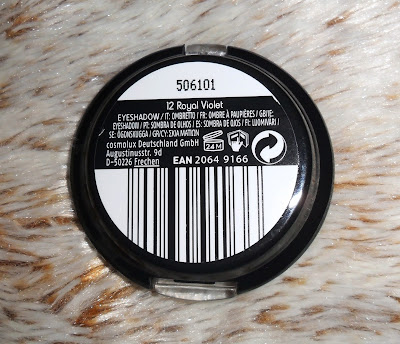 506101
12 Royal Violet
EYESHADOW / IT: OMBRETTO / FR: OMBRE À PAUPIÈRES / GB/IE:
EYESHADOW / PT: SOMBRA DE OLHOS / ES: SOMBRA DE OJOS / FI: LUOMIVÄRI /
SE: ÖGONSKUGGA / GR/CY: ΣΚΙΑ ΜΑΤΙΩΝ
cosmolux Deutschland GmbH
Augustinusstr. 9d
D-50226 Frechen
24 M
EAN 2064 9166